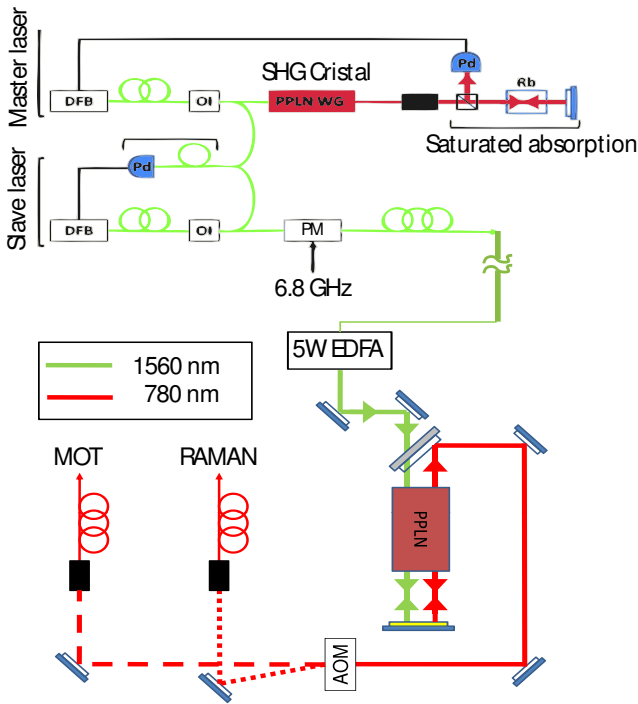 Master laser
DFB
OI
SHG Cristal
PPLN WG
Pd
Rb
Saturated absorption
Slave laser
Pd
DFB
OI
PM
6.8 GHz
5W EDFA
1560 nm
780 nm
MOT
RAMAN
PPLN
AOM